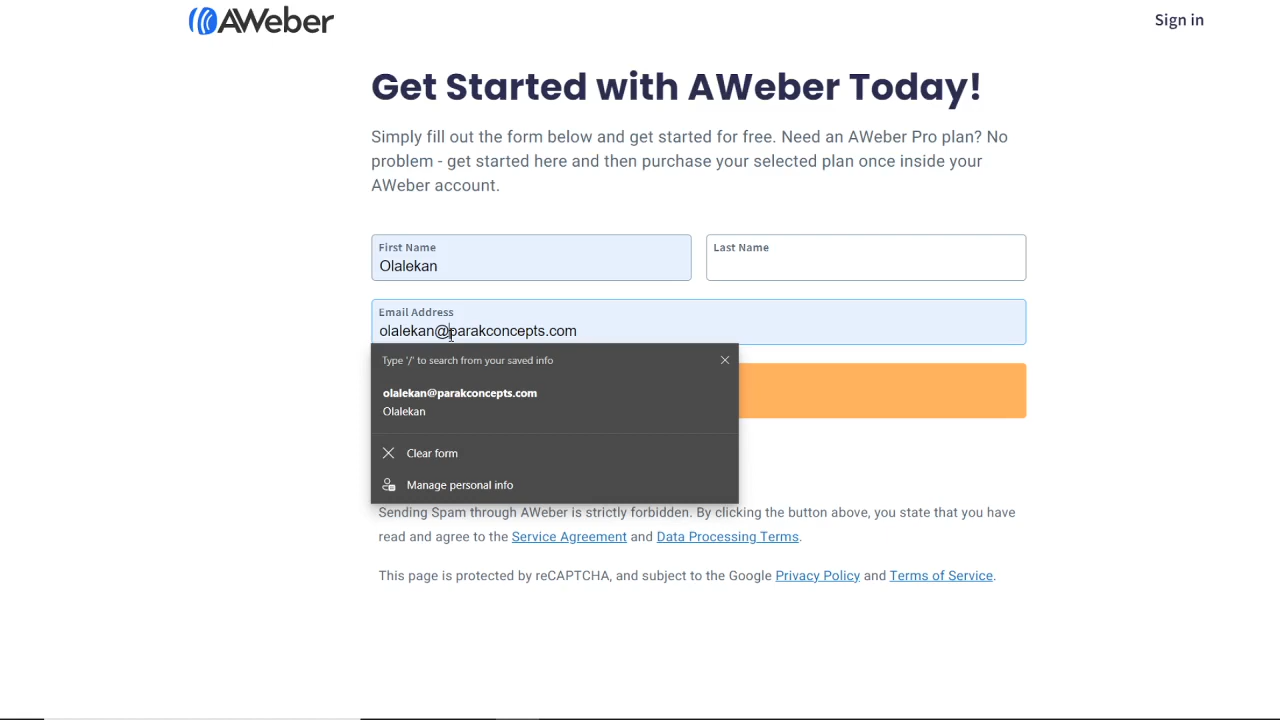 AWeber
Sign in
Get Started with AWeber Today!
Simply fill out the form below and get started for free. Need an AWeber Pro plan? No
problem - get started here and then purchase your selected plan once inside your
AWeber account.
First Name
Last Name
Olalekan
Email Address
olalekan@parakconcepts.com
Type '/' to search from your saved info
olalekan@parakconcepts.com
Olalekan
Clear form
Manage personal info
Sending Spam through AWeber is strictly forbidden. By clicking the button above, you state that you have
read and agree to the Service Agreement and Data Processing Terms.
This page is protected by reCAPTCHA, and subject to the Google Privacy Policy and Terms of Service.